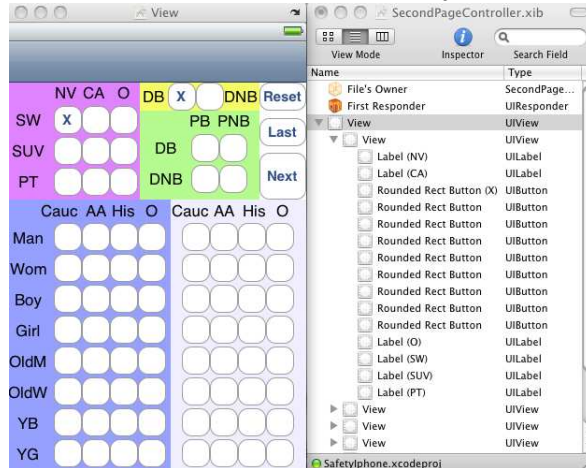 View
NV CA O DB X DNB Reset
SW X PB PNB Last
SUV DB
PT DNB Next
Cauc AA His O Cauc AA His O
Man
Wom
Boy
Girl
OldM
OldW
YB
YG
SecondPageController.xib
View Mode Inspector Search Field
Name Type
File's Owner SecondPage...
First Responder UIResponder
View UIView
View UIView
Label (NV) UILabel
Label (CA) UILabel
Rounded Rect Button (X) UIButton
Rounded Rect Button UIButton
Rounded Rect Button UIButton
Rounded Rect Button UIButton
Rounded Rect Button UIButton
Rounded Rect Button UIButton
Rounded Rect Button UIButton
Rounded Rect Button UIButton
Rounded Rect Button UIButton
Label (O) UILabel
Label (SW) UILabel
Label (SUV) UILabel
Label (PT) UILabel
View UIView
View UIView
View UIView
SafetyIphone.xcodeproj